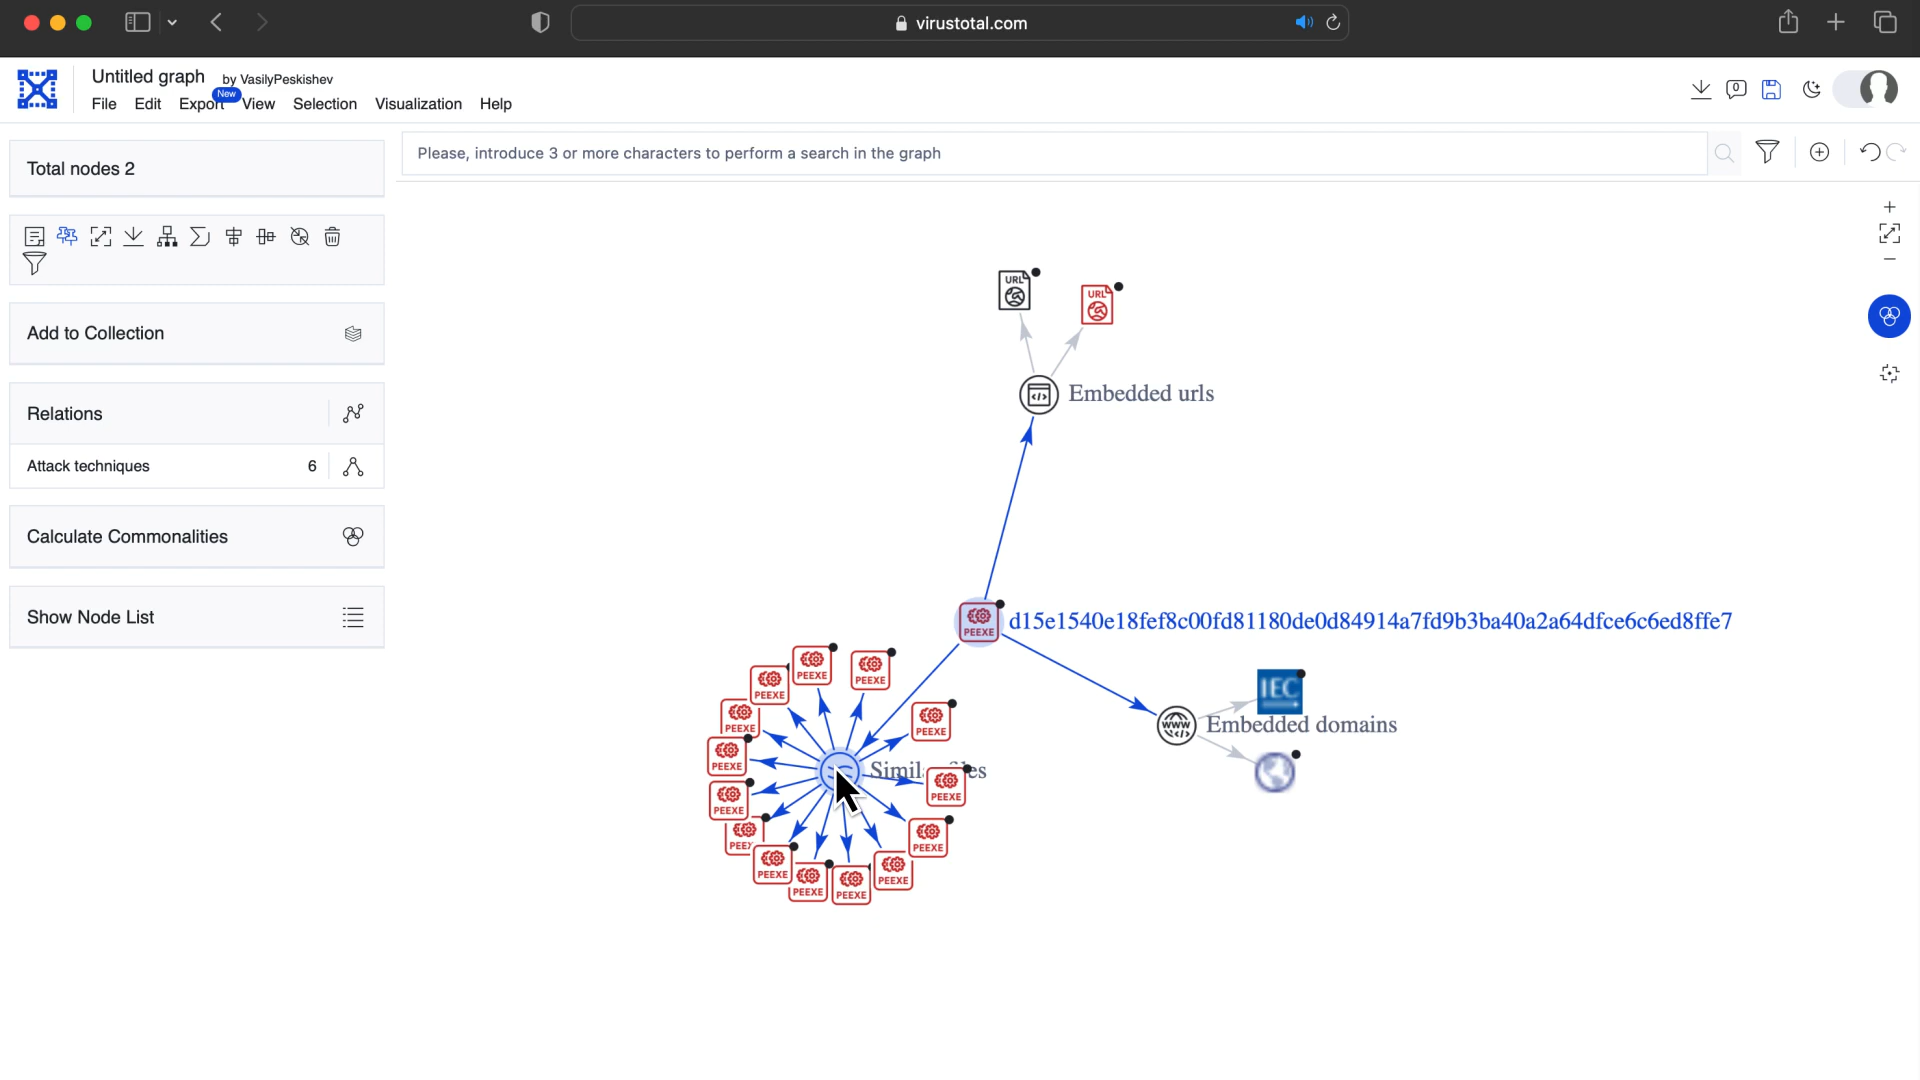 virustotal.com
Untitled graph by VasilyPeskishev
File Edit Export New View Selection Visualization Help
0
Total nodes 2
Please, introduce 3 or more characters to perform a search in the graph
Add to Collection
Relations
Attack techniques 6
Calculate Commonalities
Show Node List
URL
URL
Embedded urls
PEEXE d15e1540e18fef8c00fd81180de0d84914a7fd9b3ba40a2a64dfce6c6ed8ffe7
PEEXE
PEEXE
PEEXE
IEC
PEEXE
PEEXE
WWW Embedded domains
PEEXE
PEEXE
PEEXE
PEEXE
PEEXE
PEEXE
PEEXE
PEEXE
PEEXE